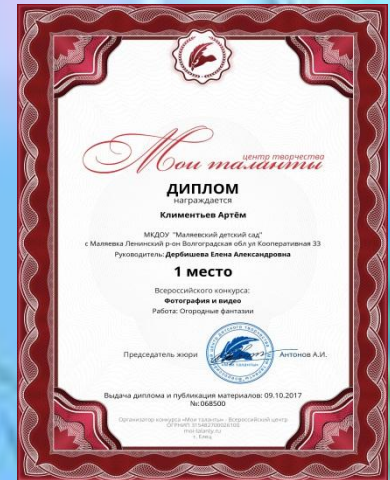 центр творчества
Мои таланты
ДИПЛОМ
награждается
Климентьев Артём
МКДОУ "Маляевский детский сад"
с Маляевка Ленинский р-он Волгоградская обл ул Кооперативная 33
Руководитель: Дербишева Елена Александровна
1 место
Всероссийского конкурса:
Фотография и видео
Работа: Огородные фантазии
Председатель жюри
Антонов А.И.
Выдача диплома и публикация материалов: 09.10.2017
№: 068500
Организатор конкурса «Мои таланты» - Всероссийский центр
г. Елец